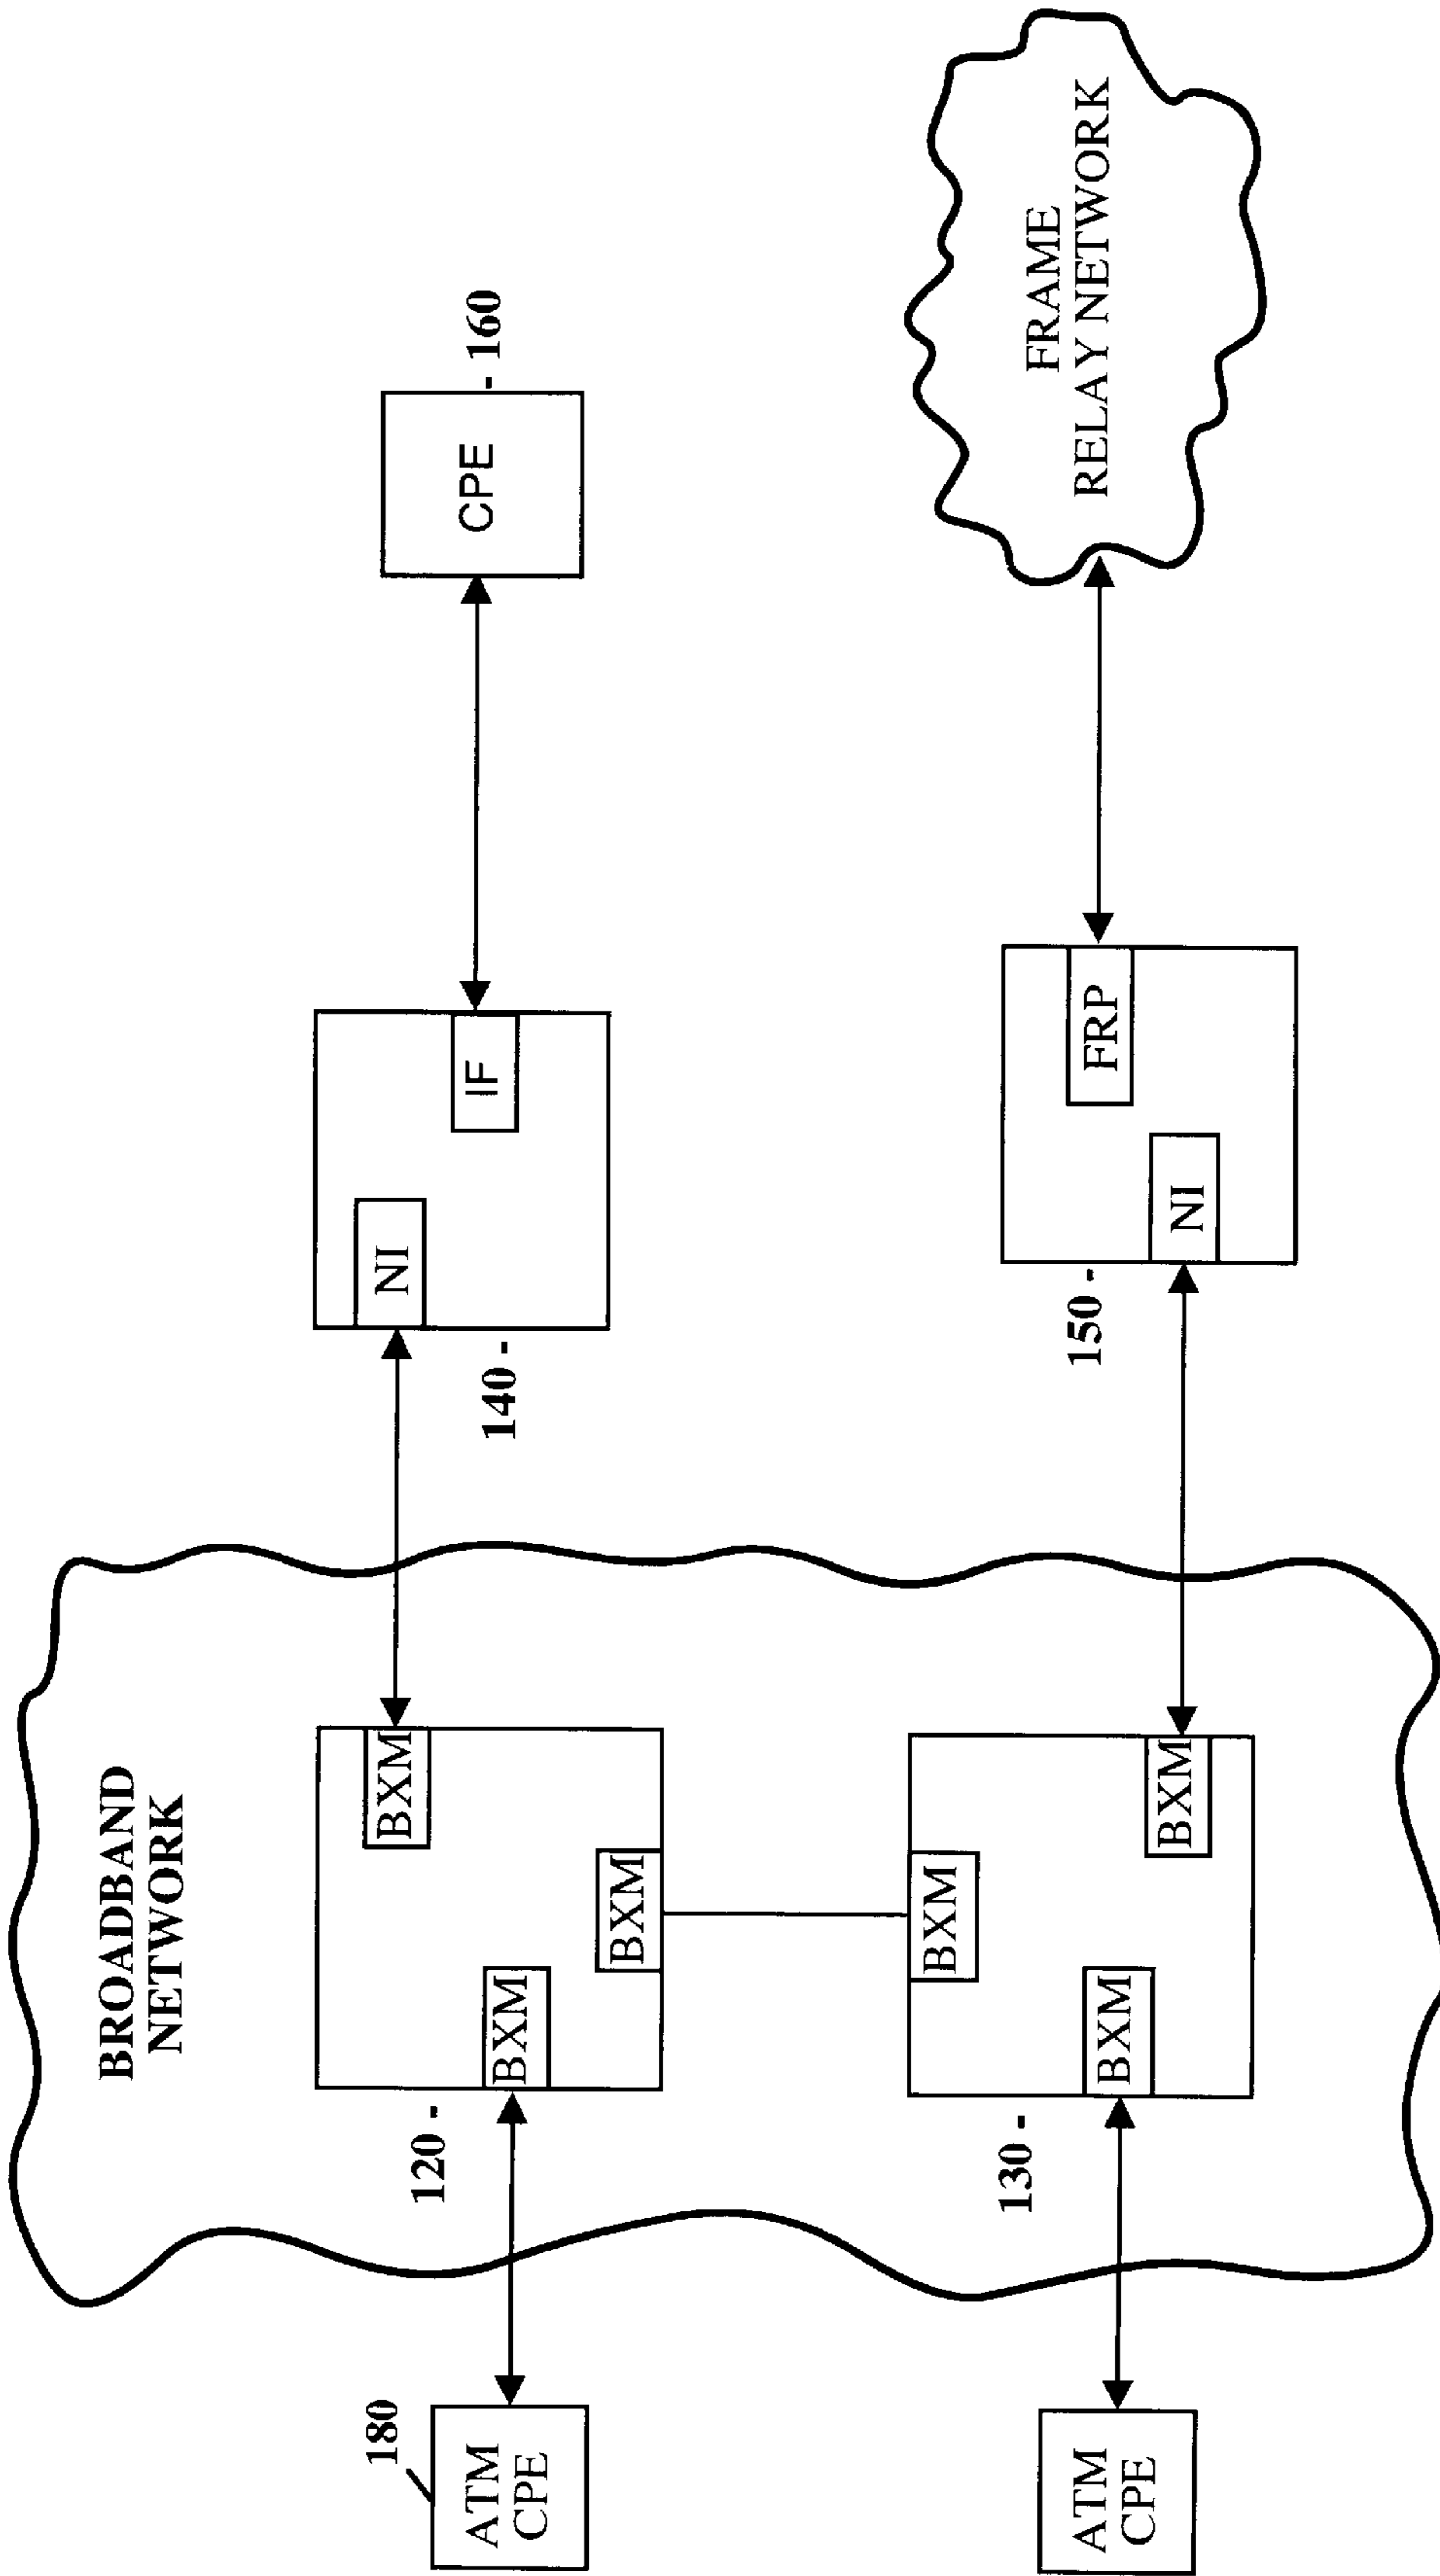 BROADBAND
NETWORK
180
ATM
CPE
120 -
BXM
BXM
BXM
140 -
NI
IF
CPE
- 160
ATM
CPE
130 -
BXM
BXM
BXM
150 -
NI
FRP
FRAME
RELAY NETWORK